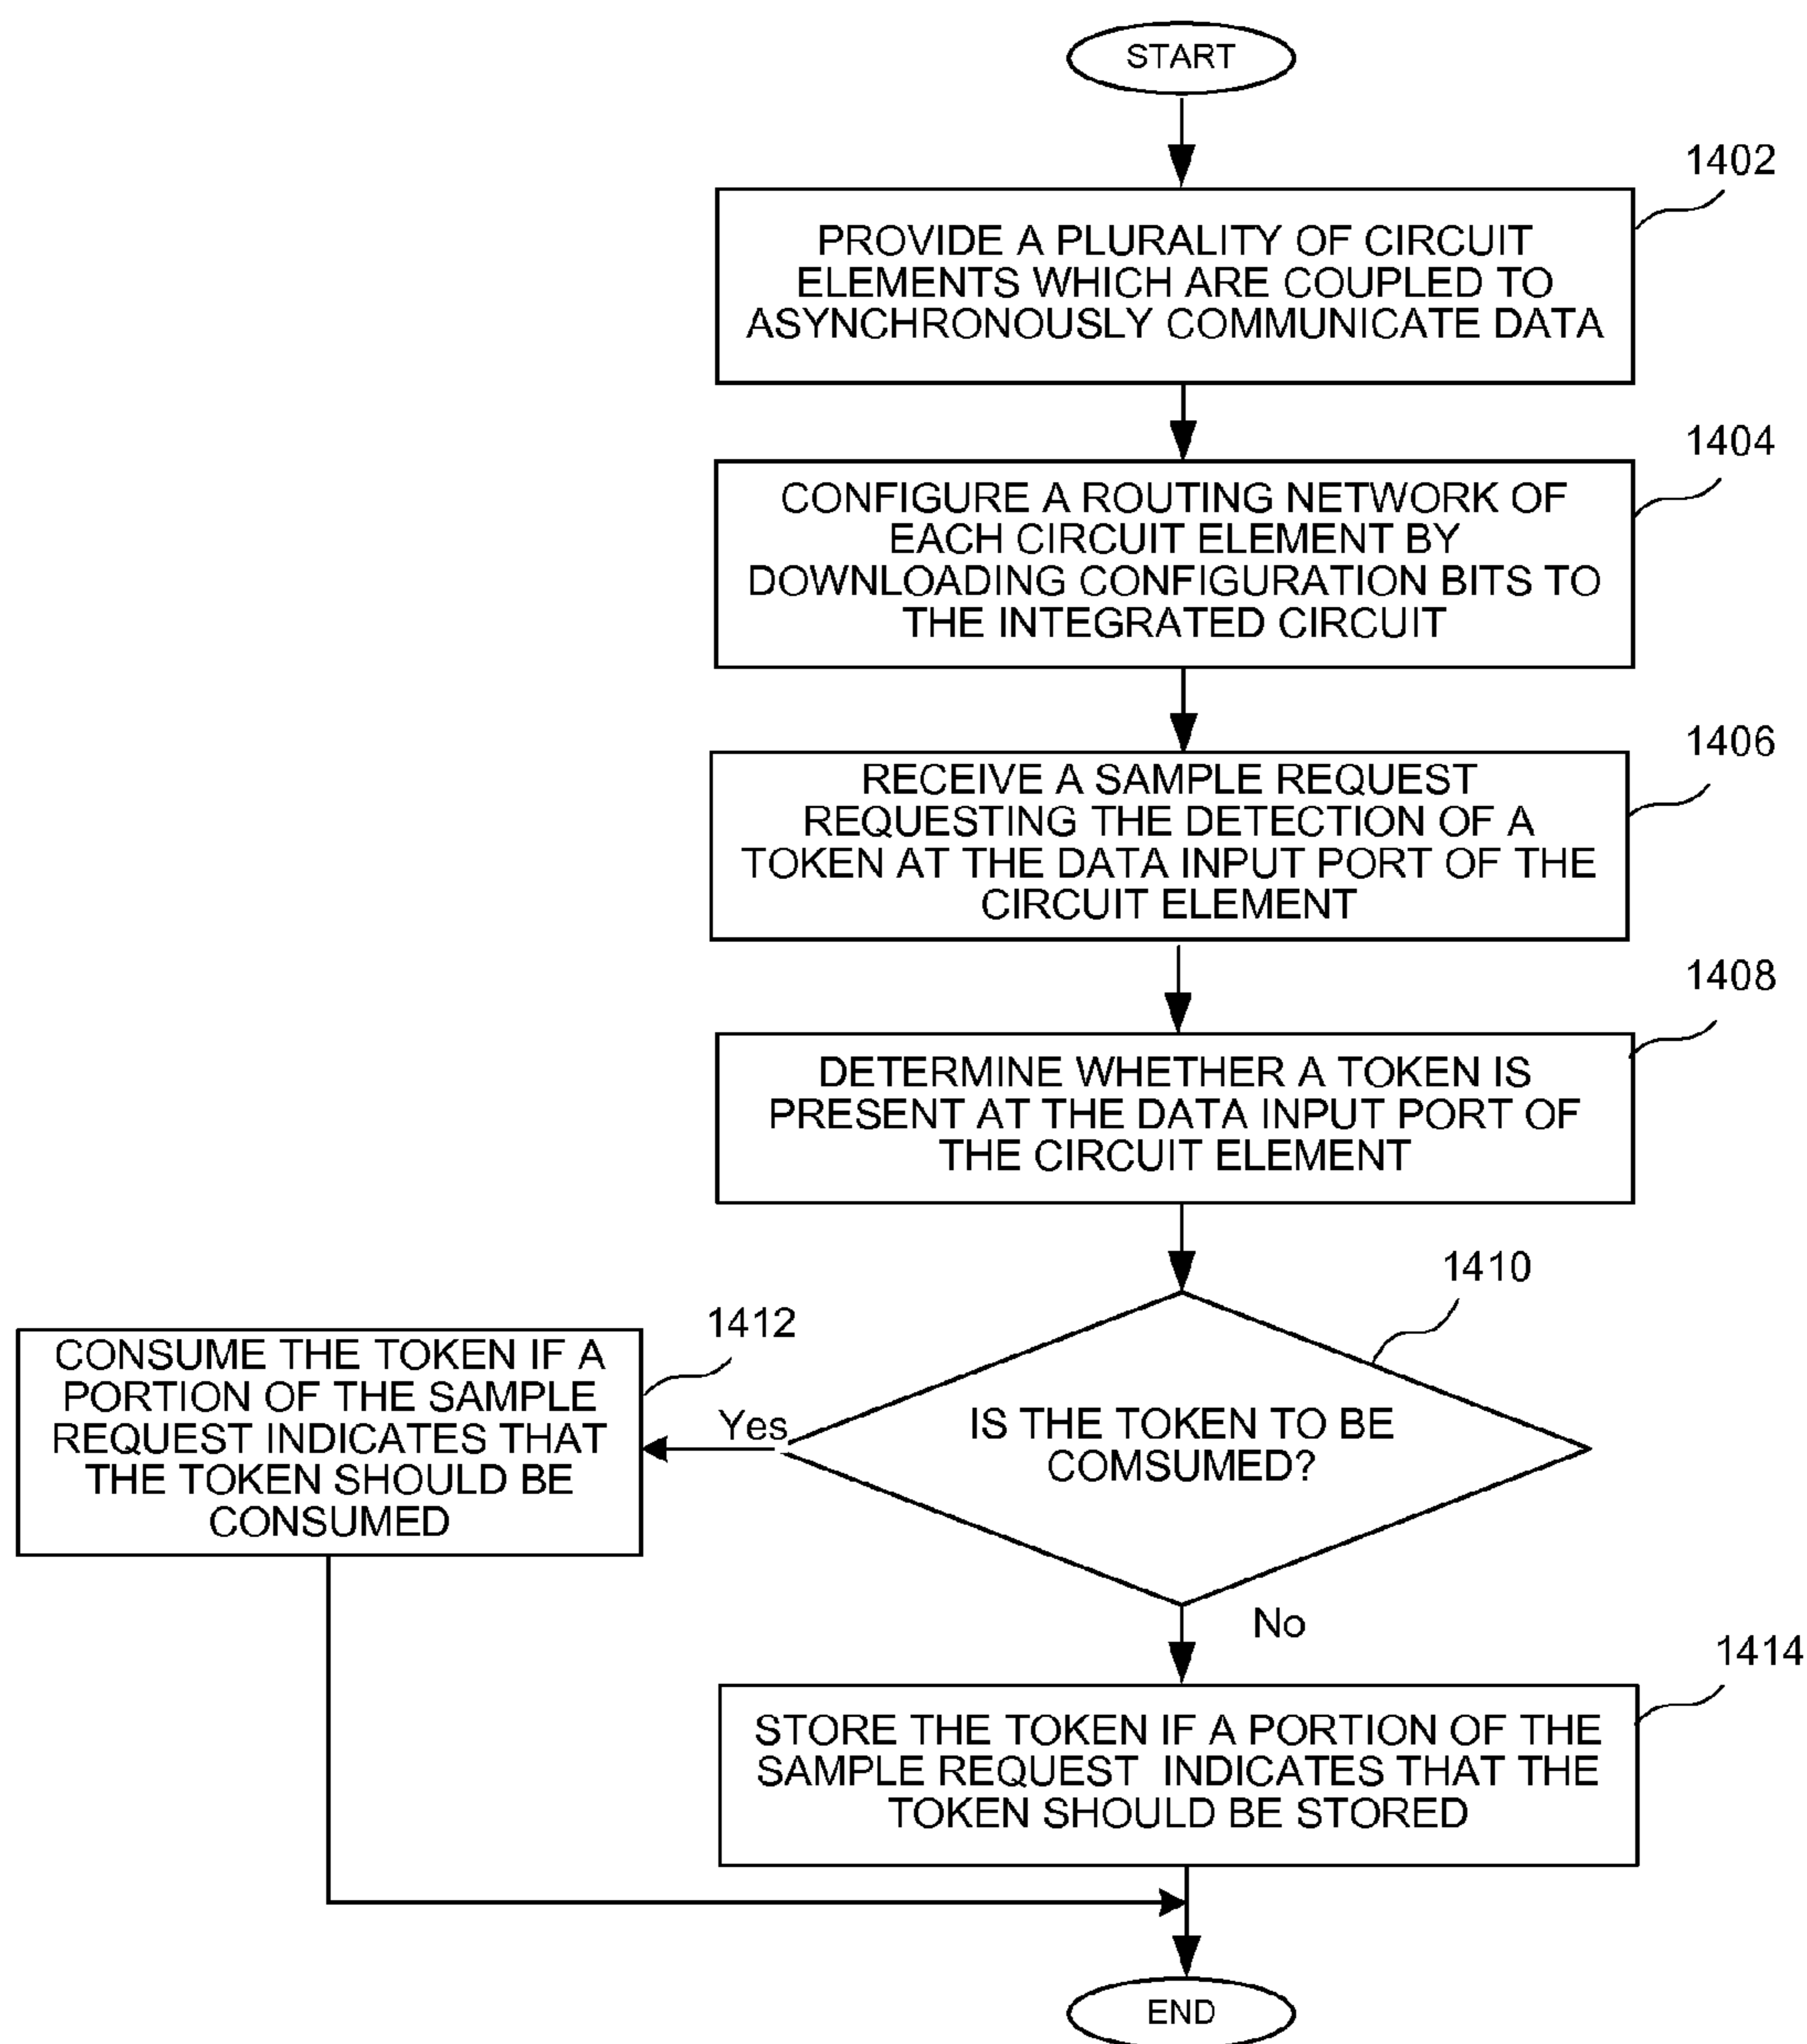 START
1402
PROVIDE A PLURALITY OF CIRCUIT
ELEMENTS WHICH ARE COUPLED TO
ASYNCHRONOUSLY COMMUNICATE DATA
1404
CONFIGURE A ROUTING NETWORK OF
EACH CIRCUIT ELEMENT BY
DOWNLOADING CONFIGURATION BITS TO
THE INTEGRATED CIRCUIT
1406
RECEIVE A SAMPLE REQUEST
REQUESTING THE DETECTION OF A
TOKEN AT THE DATA INPUT PORT OF THE
CIRCUIT ELEMENT
1408
DETERMINE WHETHER A TOKEN IS
PRESENT AT THE DATA INPUT PORT OF
THE CIRCUIT ELEMENT
1410
IS THE TOKEN TO BE
COMSUMED?
Yes
1412
CONSUME THE TOKEN IF A
PORTION OF THE SAMPLE
REQUEST INDICATES THAT
THE TOKEN SHOULD BE
CONSUMED
No
1414
STORE THE TOKEN IF A PORTION OF THE
SAMPLE REQUEST INDICATES THAT THE
TOKEN SHOULD BE STORED
END